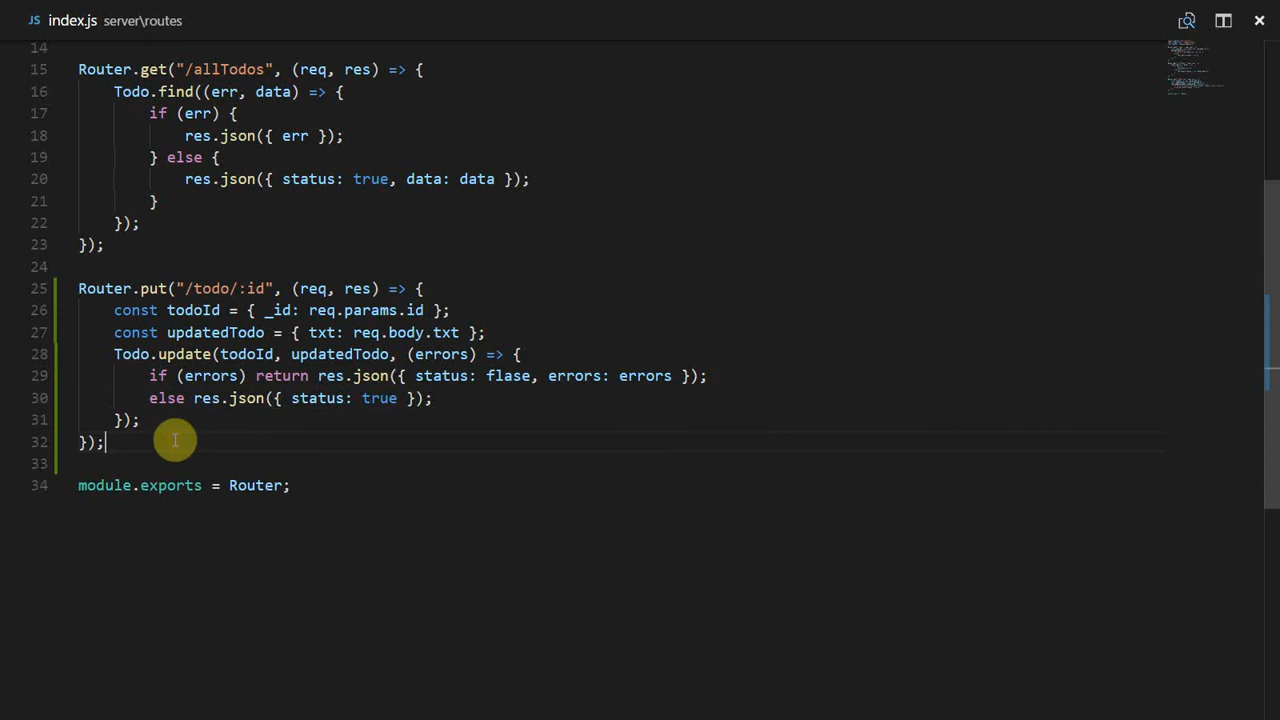 JS index.js server\routes
14
15 Router.get("/allTodos", (req, res) => {
16 Todo.find((err, data) => {
17 if (err) {
18 res.json({ err });
19 } else {
20 res.json({ status: true, data: data });
21 }
22 });
23 });
24
25 Router.put("/todo/:id", (req, res) => {
26 const todoId = { _id: req.params.id };
27 const updatedTodo = { txt: req.body.txt };
28 Todo.update(todoId, updatedTodo, (errors) => {
29 if (errors) return res.json({ status: flase, errors: errors });
30 else res.json({ status: true });
31 });
32 });
33
34 module.exports = Router;